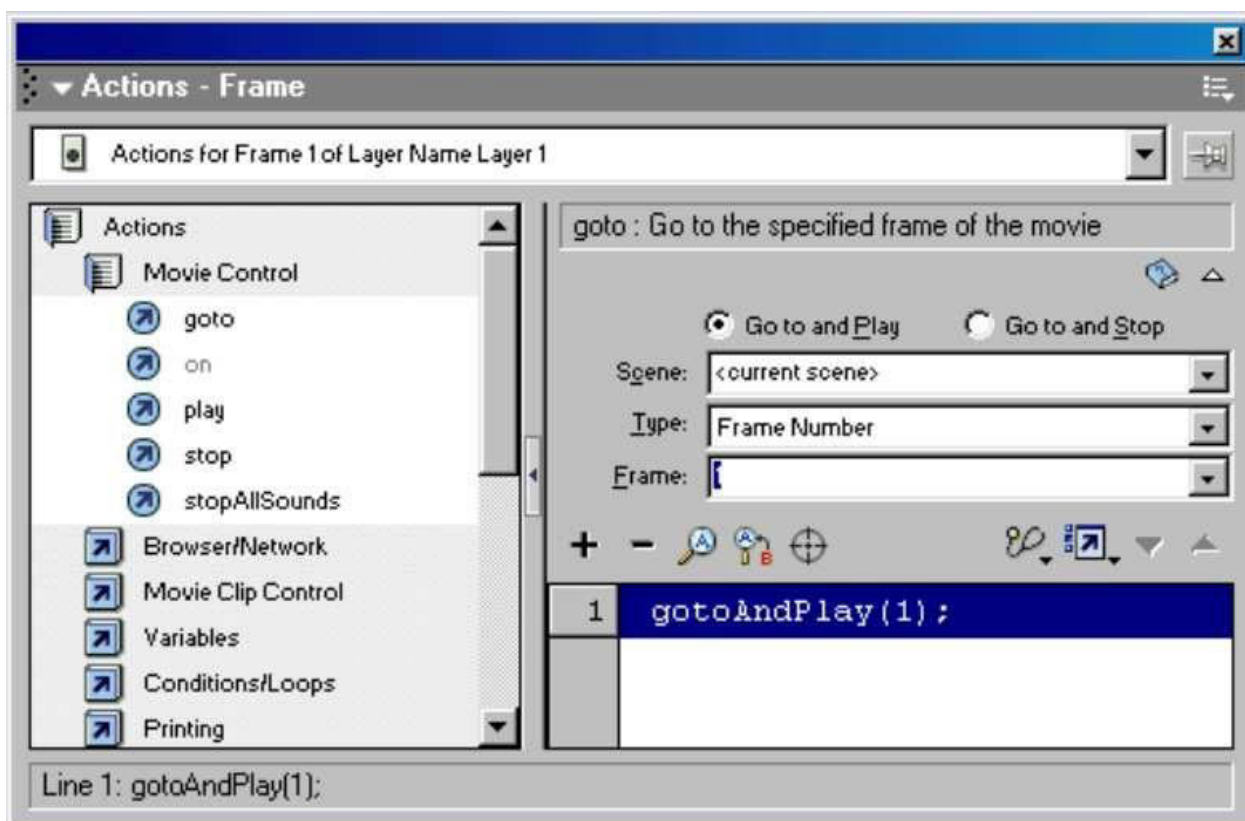 Actions - Frame
Actions for Frame 1 of Layer Name Layer 1
Actions
Movie Control
goto
on
play
stop
stopAllSounds
Browser/Network
Movie Clip Control
Variables
Conditions/Loops
Printing
goto : Go to the specified frame of the movie
Go to and Play Go to and Stop
Scene: <current scene>
Type: Frame Number
Frame:
1 gotoAndPlay(1);
Line 1: gotoAndPlay(1);